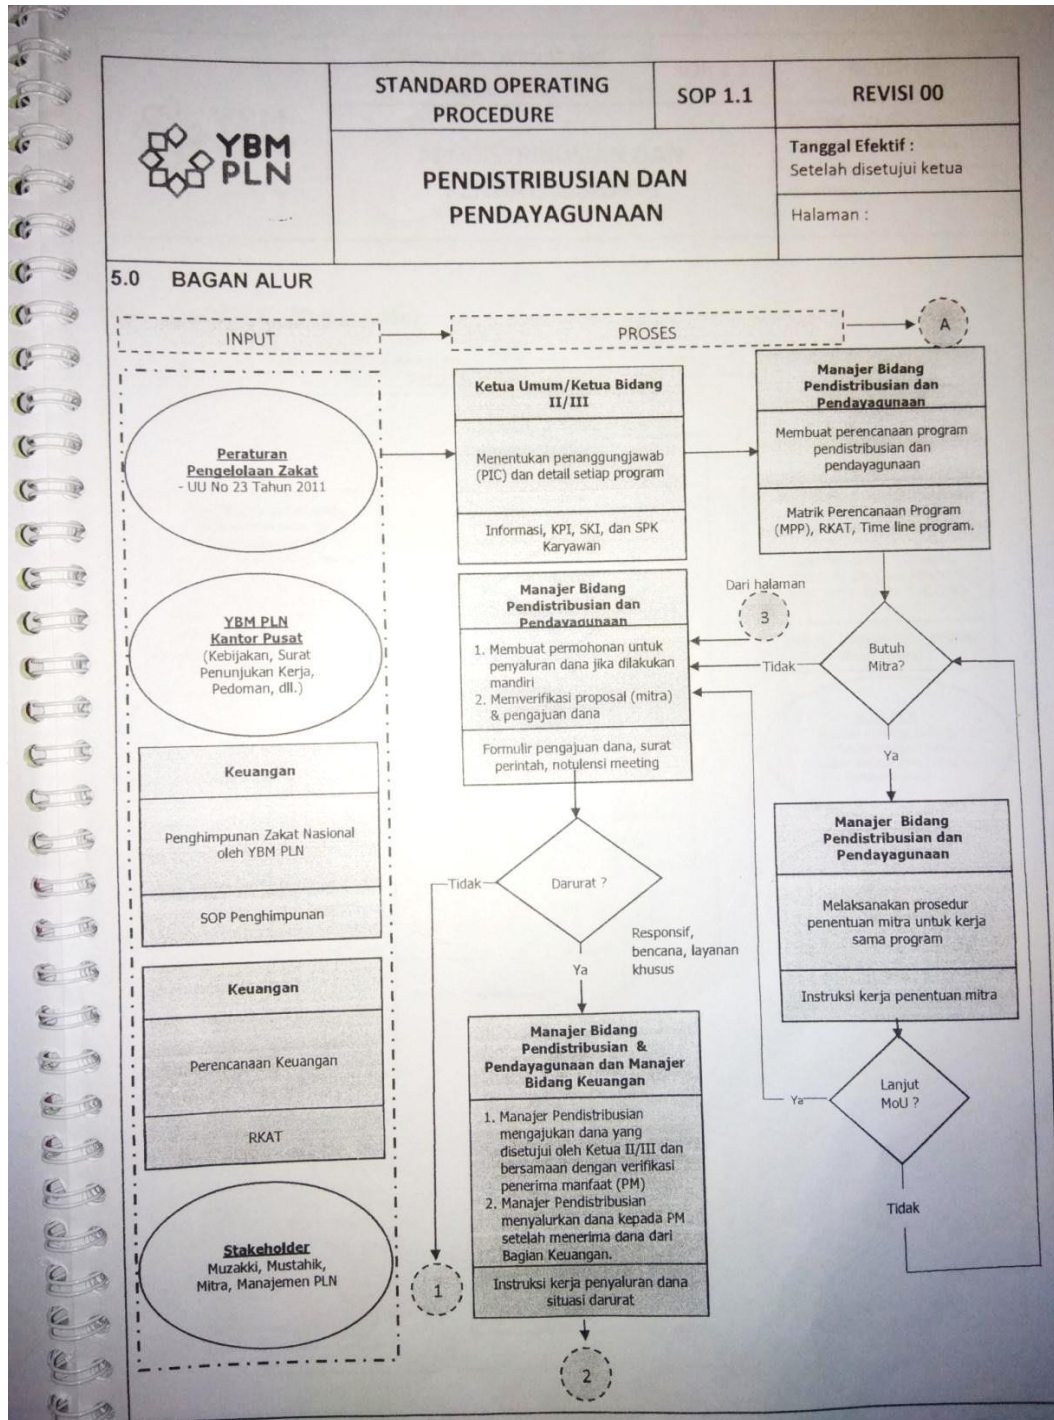 YBM
PLN
STANDARD OPERATING
PROCEDURE
SOP 1.1
REVISI 00
PENDISTRIBUSIAN DAN
PENDAYAGUNAAN
Tanggal Efektif :
Setelah disetujui ketua
Halaman :
5.0 BAGAN ALUR
INPUT
PROSES
A
Peraturan
Pengelolaan Zakat
- UU No 23 Tahun 2011
YBM PLN
Kantor Pusat
(Kebijakan, Surat
Penunjukan Kerja,
Pedoman, dll.)
Keuangan
Penghimpunan Zakat Nasional
oleh YBM PLN
SOP Penghimpunan
Keuangan
Perencanaan Keuangan
RKAT
Stakeholder
Muzakki, Mustahik,
Mitra, Manajemen PLN
Ketua Umum/Ketua Bidang
II/III
Menentukan penanggungjawab
(PIC) dan detail setiap program
Informasi, KPI, SKI, dan SPK
Karyawan
Manajer Bidang
Pendistribusian dan
Pendayagunaan
Membuat perencanaan program
pendistribusian dan
pendayagunaan
Matrik Perencanaan Program
(MPP), RKAT, Time line program.
Manajer Bidang
Pendistribusian dan
Pendayagunaan
1. Membuat permohonan untuk
penyaluran dana jika dilakukan
mandiri
2. Memverifikasi proposal (mitra)
& pengajuan dana
Formulir pengajuan dana, surat
perintah, notulensi meeting
Dari halaman
3
Tidak
Butuh
Mitra?
Ya
Manajer Bidang
Pendistribusian dan
Pendayagunaan
Melaksanakan prosedur
penentuan mitra untuk kerja
sama program
Instruksi kerja penentuan mitra
Ya
Lanjut
MoU ?
Tidak
Tidak
Darurat ?
Responsif,
bencana, layanan
khusus
Ya
Manajer Bidang
Pendistribusian &
Pendayagunaan dan Manajer
Bidang Keuangan
1. Manajer Pendistribusian
mengajukan dana yang
disetujui oleh Ketua II/III dan
bersamaan dengan verifikasi
penerima manfaat (PM)
2. Manajer Pendistribusian
menyalurkan dana kepada PM
setelah menerima dana dari
Bagian Keuangan.
Instruksi kerja penyaluran dana
situasi darurat
1
2